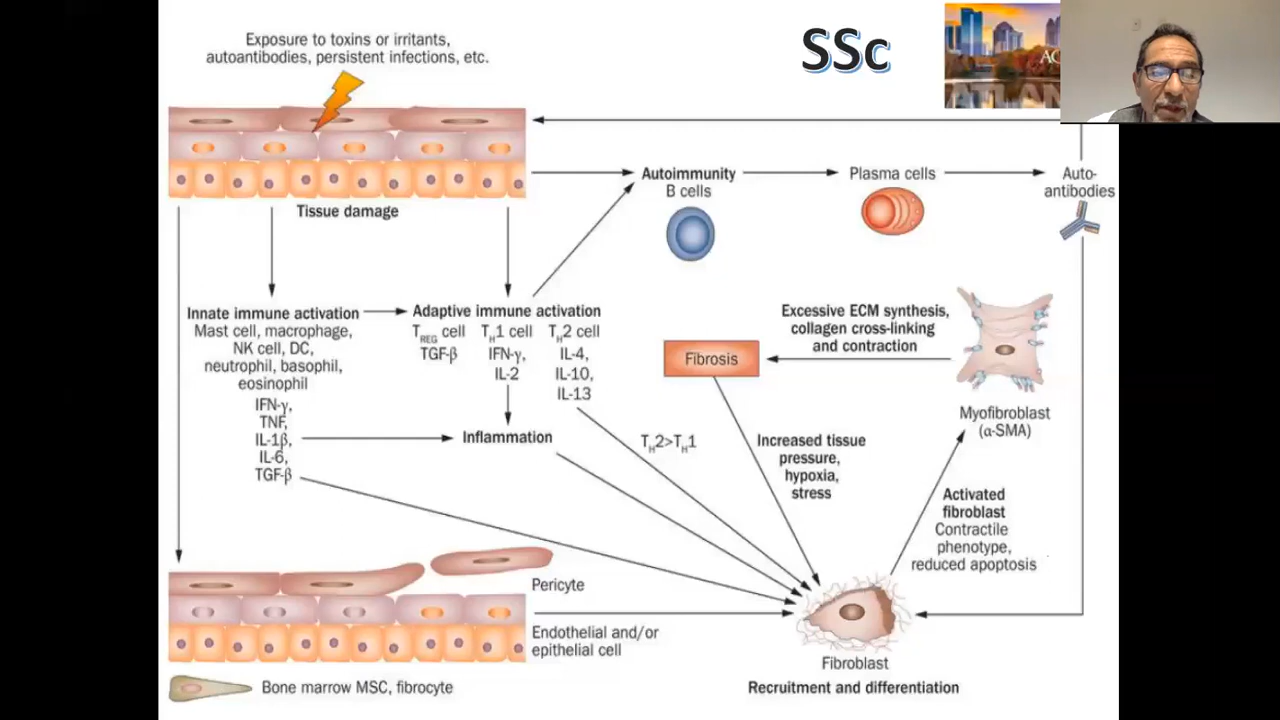 SSc
Exposure to toxins or irritants,
autoantibodies, persistent infections, etc.
Tissue damage
Autoimmunity
B cells
Plasma cells
Auto-
antibodies
Innate immune activation
Mast cell, macrophage,
NK cell, DC,
neutrophil, basophil,
eosinophil
IFN-γ,
TNF,
IL-1β,
IL-6,
TGF-β
Adaptive immune activation
TREG cell
TGF-β
TH1 cell
IFN-γ,
IL-2
TH2 cell
IL-4,
IL-10,
IL-13
Inflammation
TH2>TH1
Fibrosis
Excessive ECM synthesis,
collagen cross-linking
and contraction
Myofibroblast
(α-SMA)
Increased tissue
pressure,
hypoxia,
stress
Activated
fibroblast
Contractile
phenotype,
reduced apoptosis
Pericyte
Endothelial and/or
epithelial cell
Bone marrow MSC, fibrocyte
Fibroblast
Recruitment and differentiation